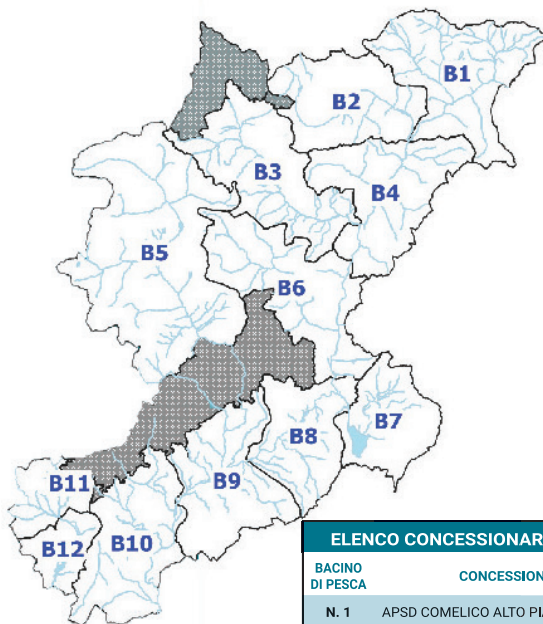 B1
B2
B3
B4
B5
B6
B7
B8
B9
B11
B10
B12
ELENCO CONCESSIONAR
BACINO
DI PESCA
CONCESSION
N. 1 APSD COMELICO ALTO